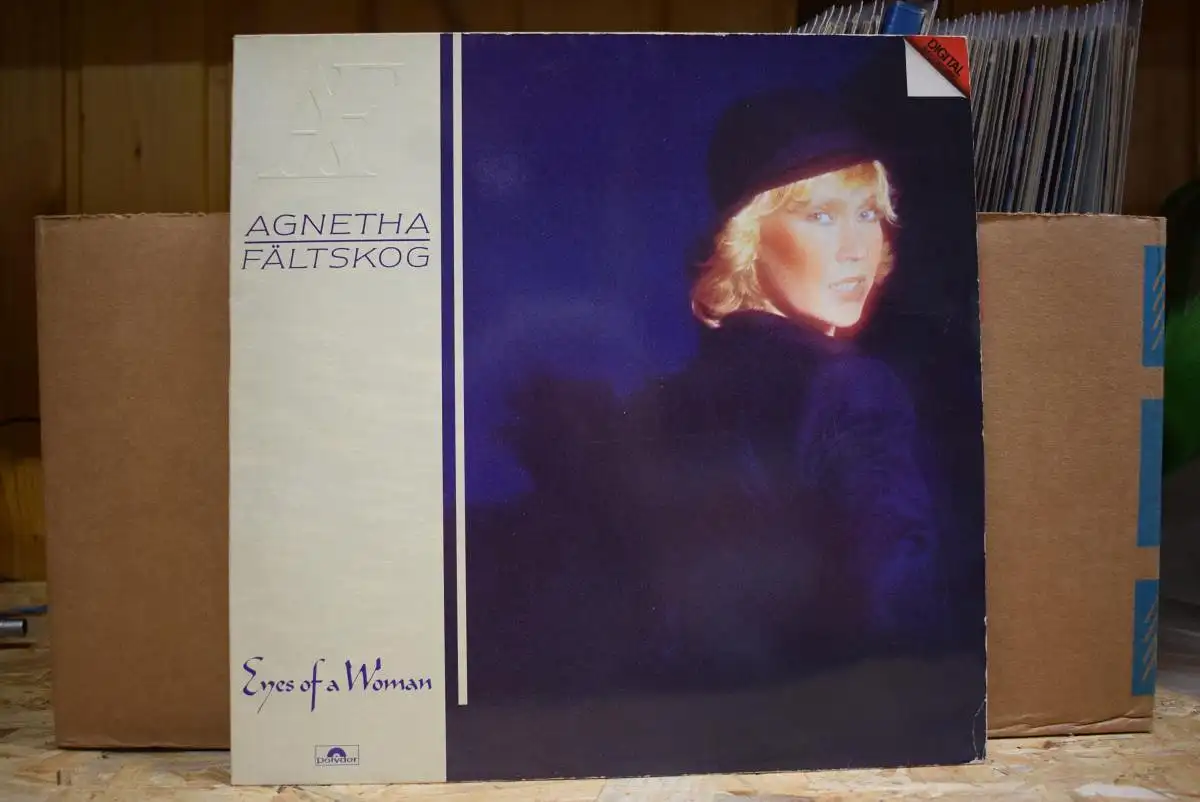 AF
AGNETHA
FÄLTSKOG
Eyes of a Woman
Polydor
DIGITAL